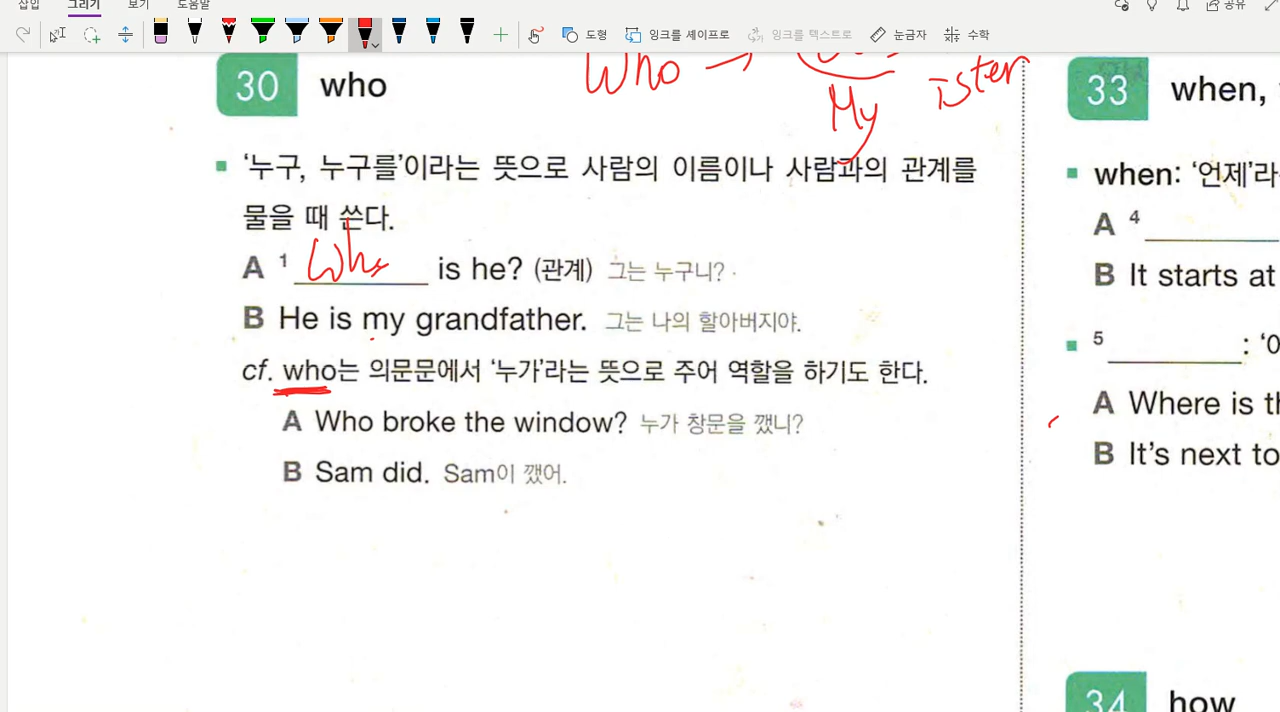 삽입 그리기 보기 도움말
공유
도형 잉크를 셰이프로 잉크를 텍스트로 눈금자 수학
Who → My ister
30 who
‘누구, 누구를’이라는 뜻으로 사람의 이름이나 사람과의 관계를
물을 때 쓴다.
A 1 Who is he? (관계) 그는 누구니?
B He is my grandfather. 그는 나의 할아버지야.
cf. who는 의문문에서 ‘누가’라는 뜻으로 주어 역할을 하기도 한다.
A Who broke the window? 누가 창문을 깼니?
B Sam did. Sam이 깼어.
33 when,
when: ‘언제’라
A 4
B It starts at
5 :
A Where is
B It’s next to
34 how